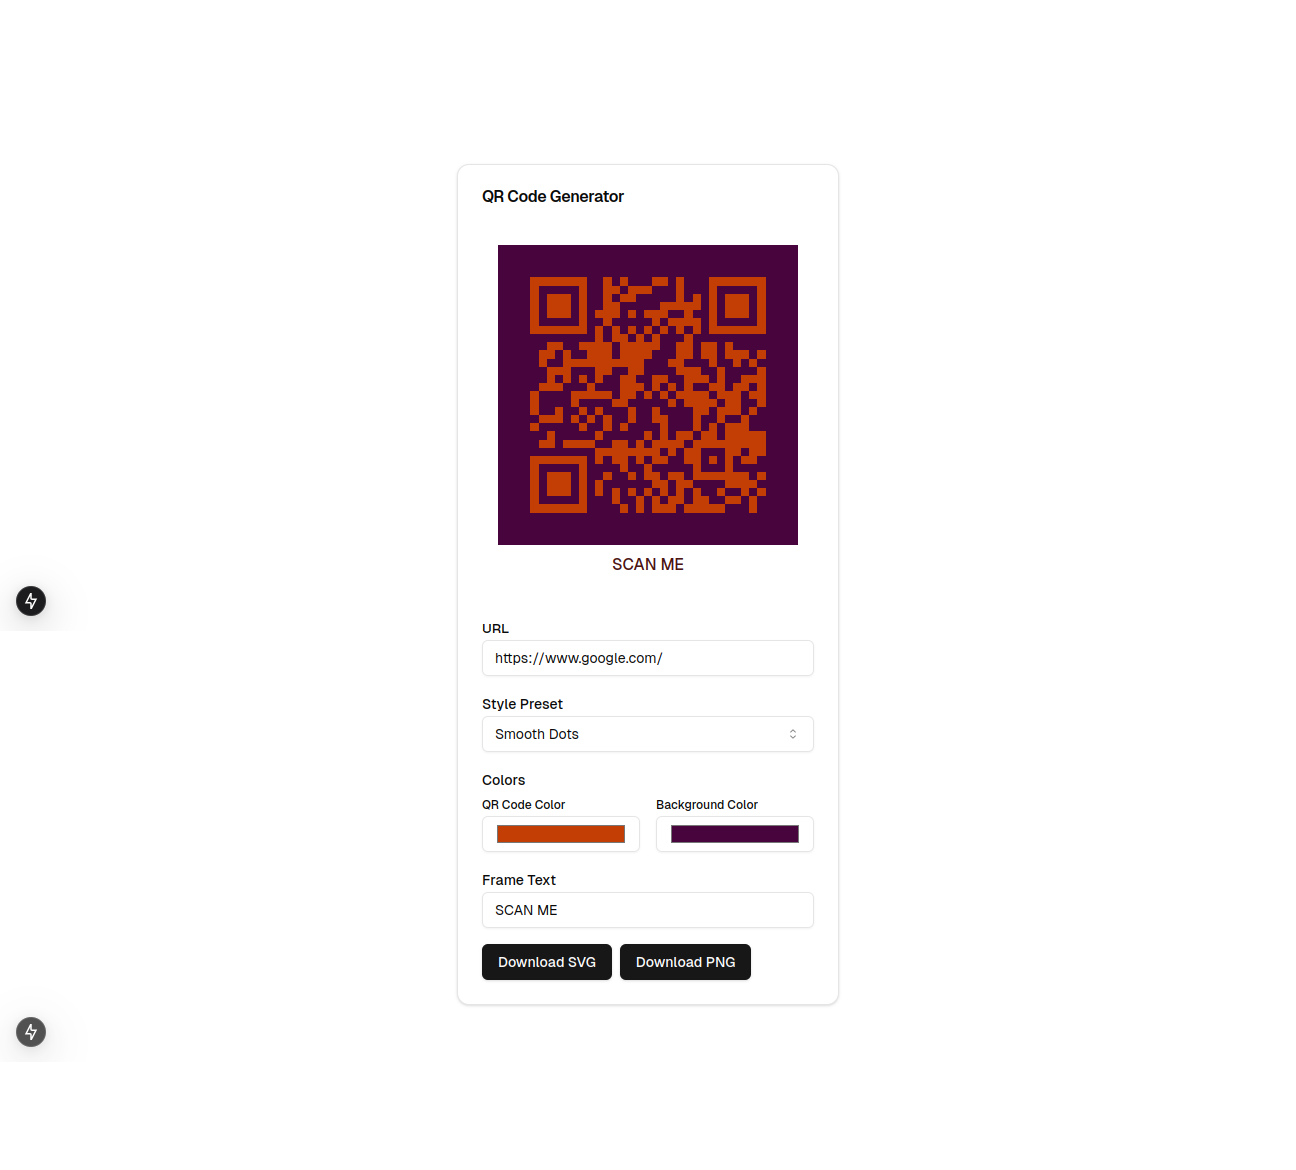 QR Code Generator
SCAN ME
URL
https://www.google.com/
Style Preset
Smooth Dots
Colors
QR Code Color Background Color
Frame Text
SCAN ME
Download SVG Download PNG